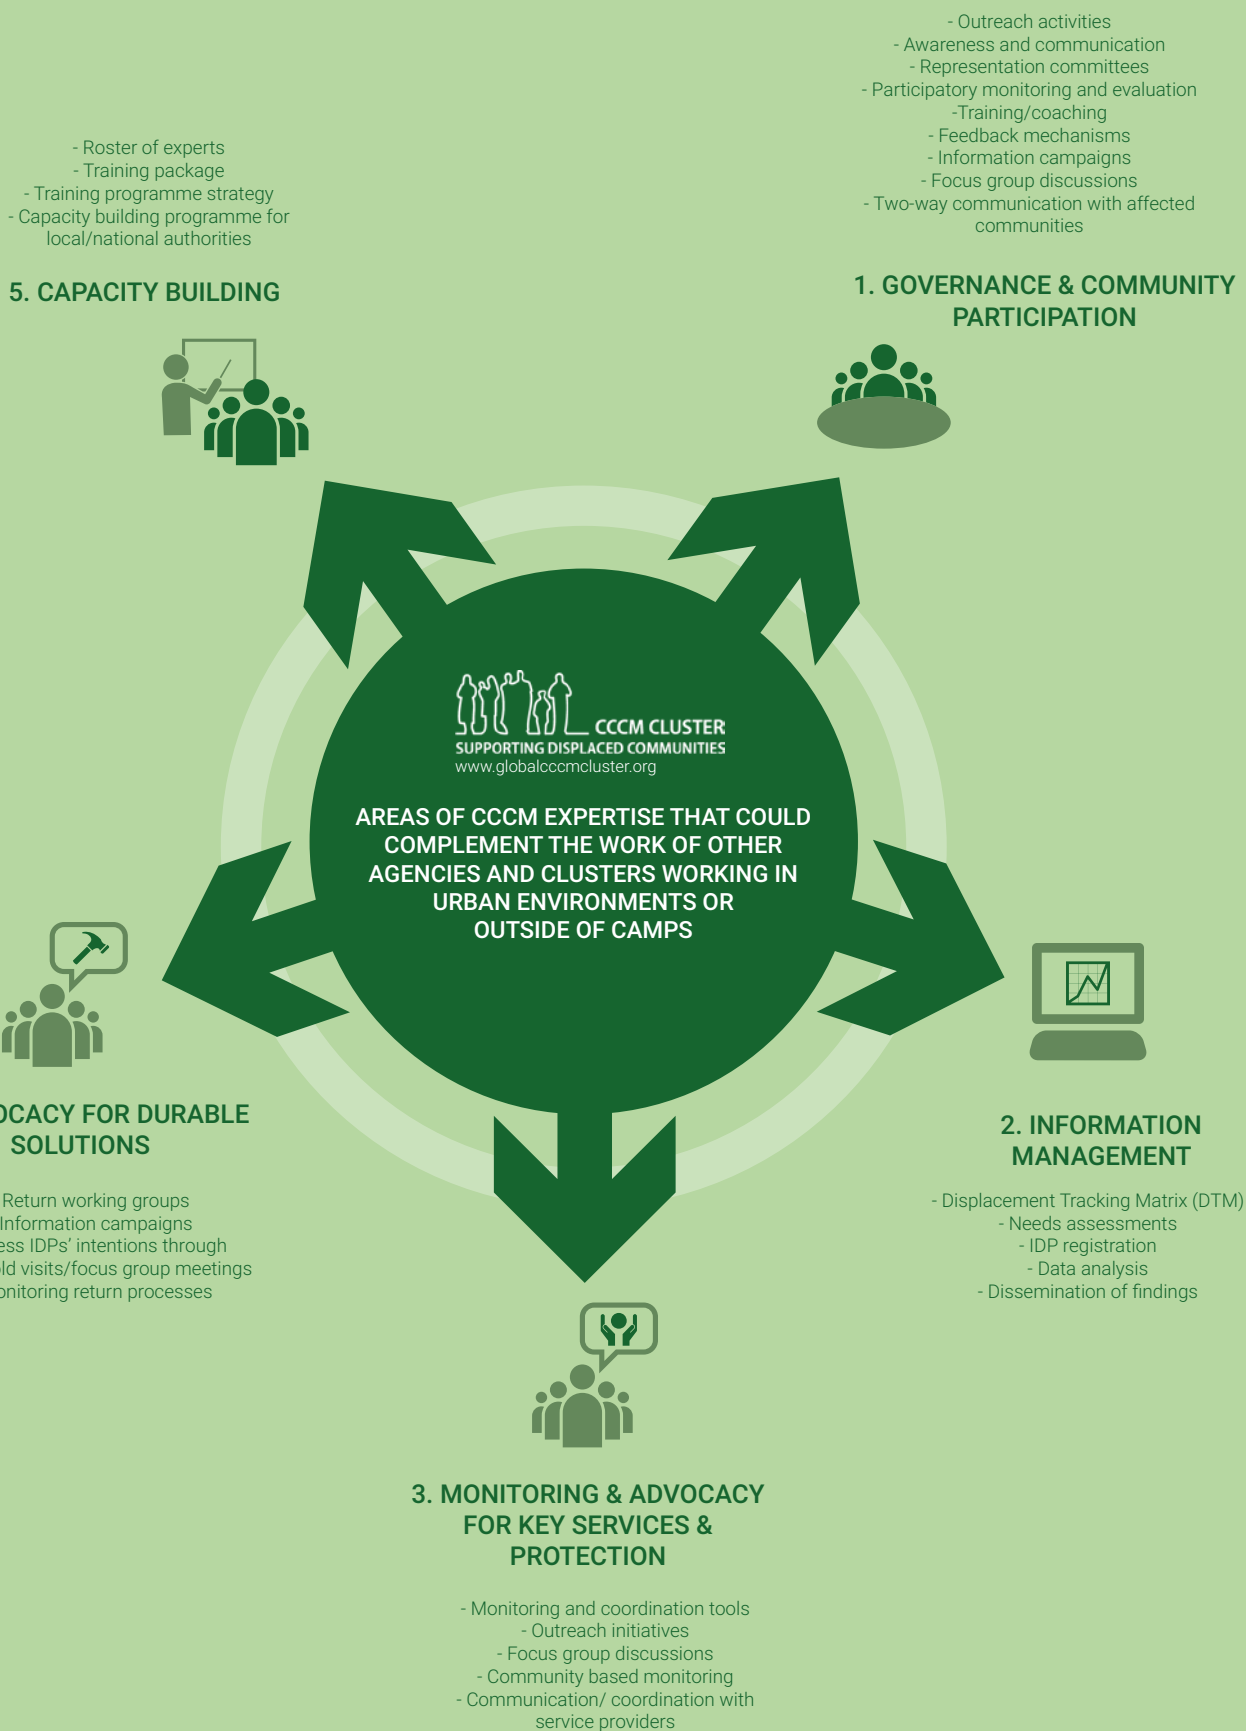 - Outreach activities
- Awareness and communication
- Representation committees
- Participatory monitoring and evaluation
-Training/coaching
- Feedback mechanisms
- Information campaigns
- Focus group discussions
- Two-way communication with affected
communities
1. GOVERNANCE & COMMUNITY
PARTICIPATION
- Roster of experts
- Training package
- Training programme strategy
- Capacity building programme for
local/national authorities
5. CAPACITY BUILDING
CCCM CLUSTER
SUPPORTING DISPLACED COMMUNITIES
www.globalcccmcluster.org
AREAS OF CCCM EXPERTISE THAT COULD
COMPLEMENT THE WORK OF OTHER
AGENCIES AND CLUSTERS WORKING IN
URBAN ENVIRONMENTS OR
OUTSIDE OF CAMPS
2. INFORMATION
MANAGEMENT
- Displacement Tracking Matrix (DTM)
- Needs assessments
- IDP registration
- Data analysis
- Dissemination of findings
FOR DURABLE
SOLUTIONS
Return working groups
Information campaigns
IDPs' intentions through
visits/focus group meetings
return processes
3. MONITORING & ADVOCACY
FOR KEY SERVICES &
PROTECTION
- Monitoring and coordination tools
- Outreach initiatives
- Focus group discussions
- Community based monitoring
- Communication/ coordination with
service providers